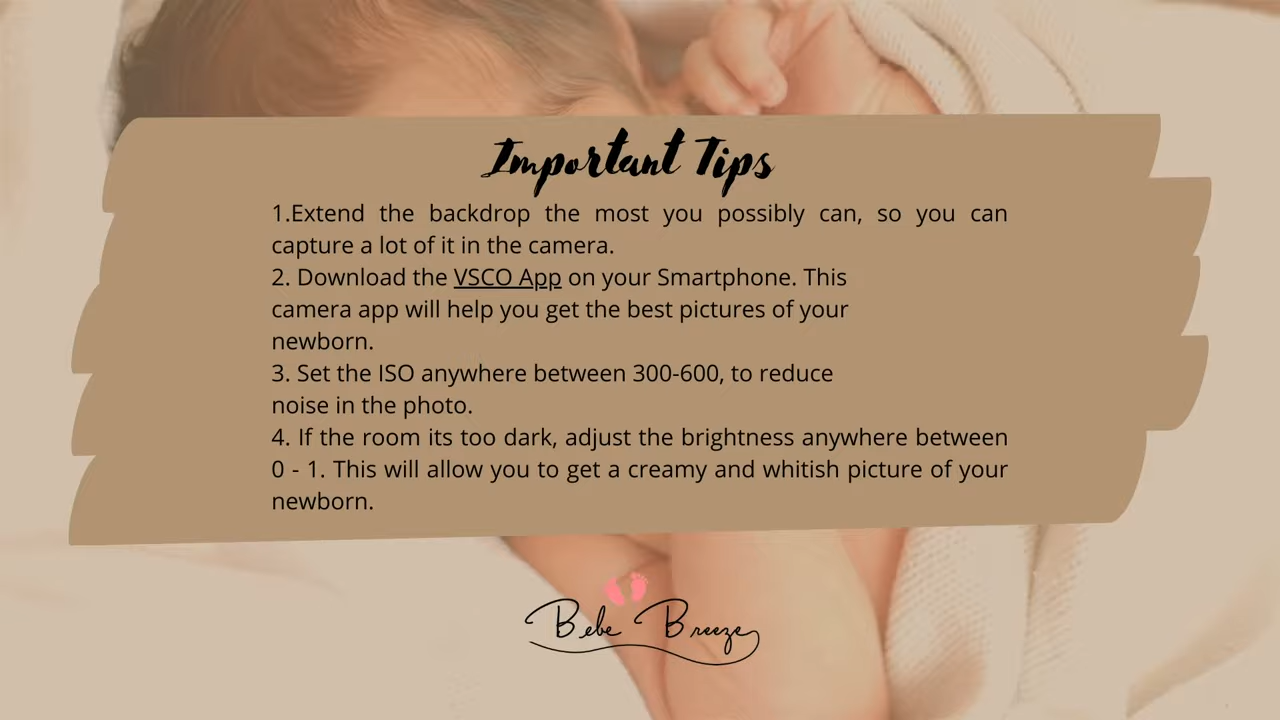 Important Tips
1.Extend the backdrop the most you possibly can, so you can
capture a lot of it in the camera.
2. Download the VSCO App on your Smartphone. This
camera app will help you get the best pictures of your
newborn.
3. Set the ISO anywhere between 300-600, to reduce
noise in the photo.
4. If the room its too dark, adjust the brightness anywhere between
0 - 1. This will allow you to get a creamy and whitish picture of your
newborn.
Bebe Breeze